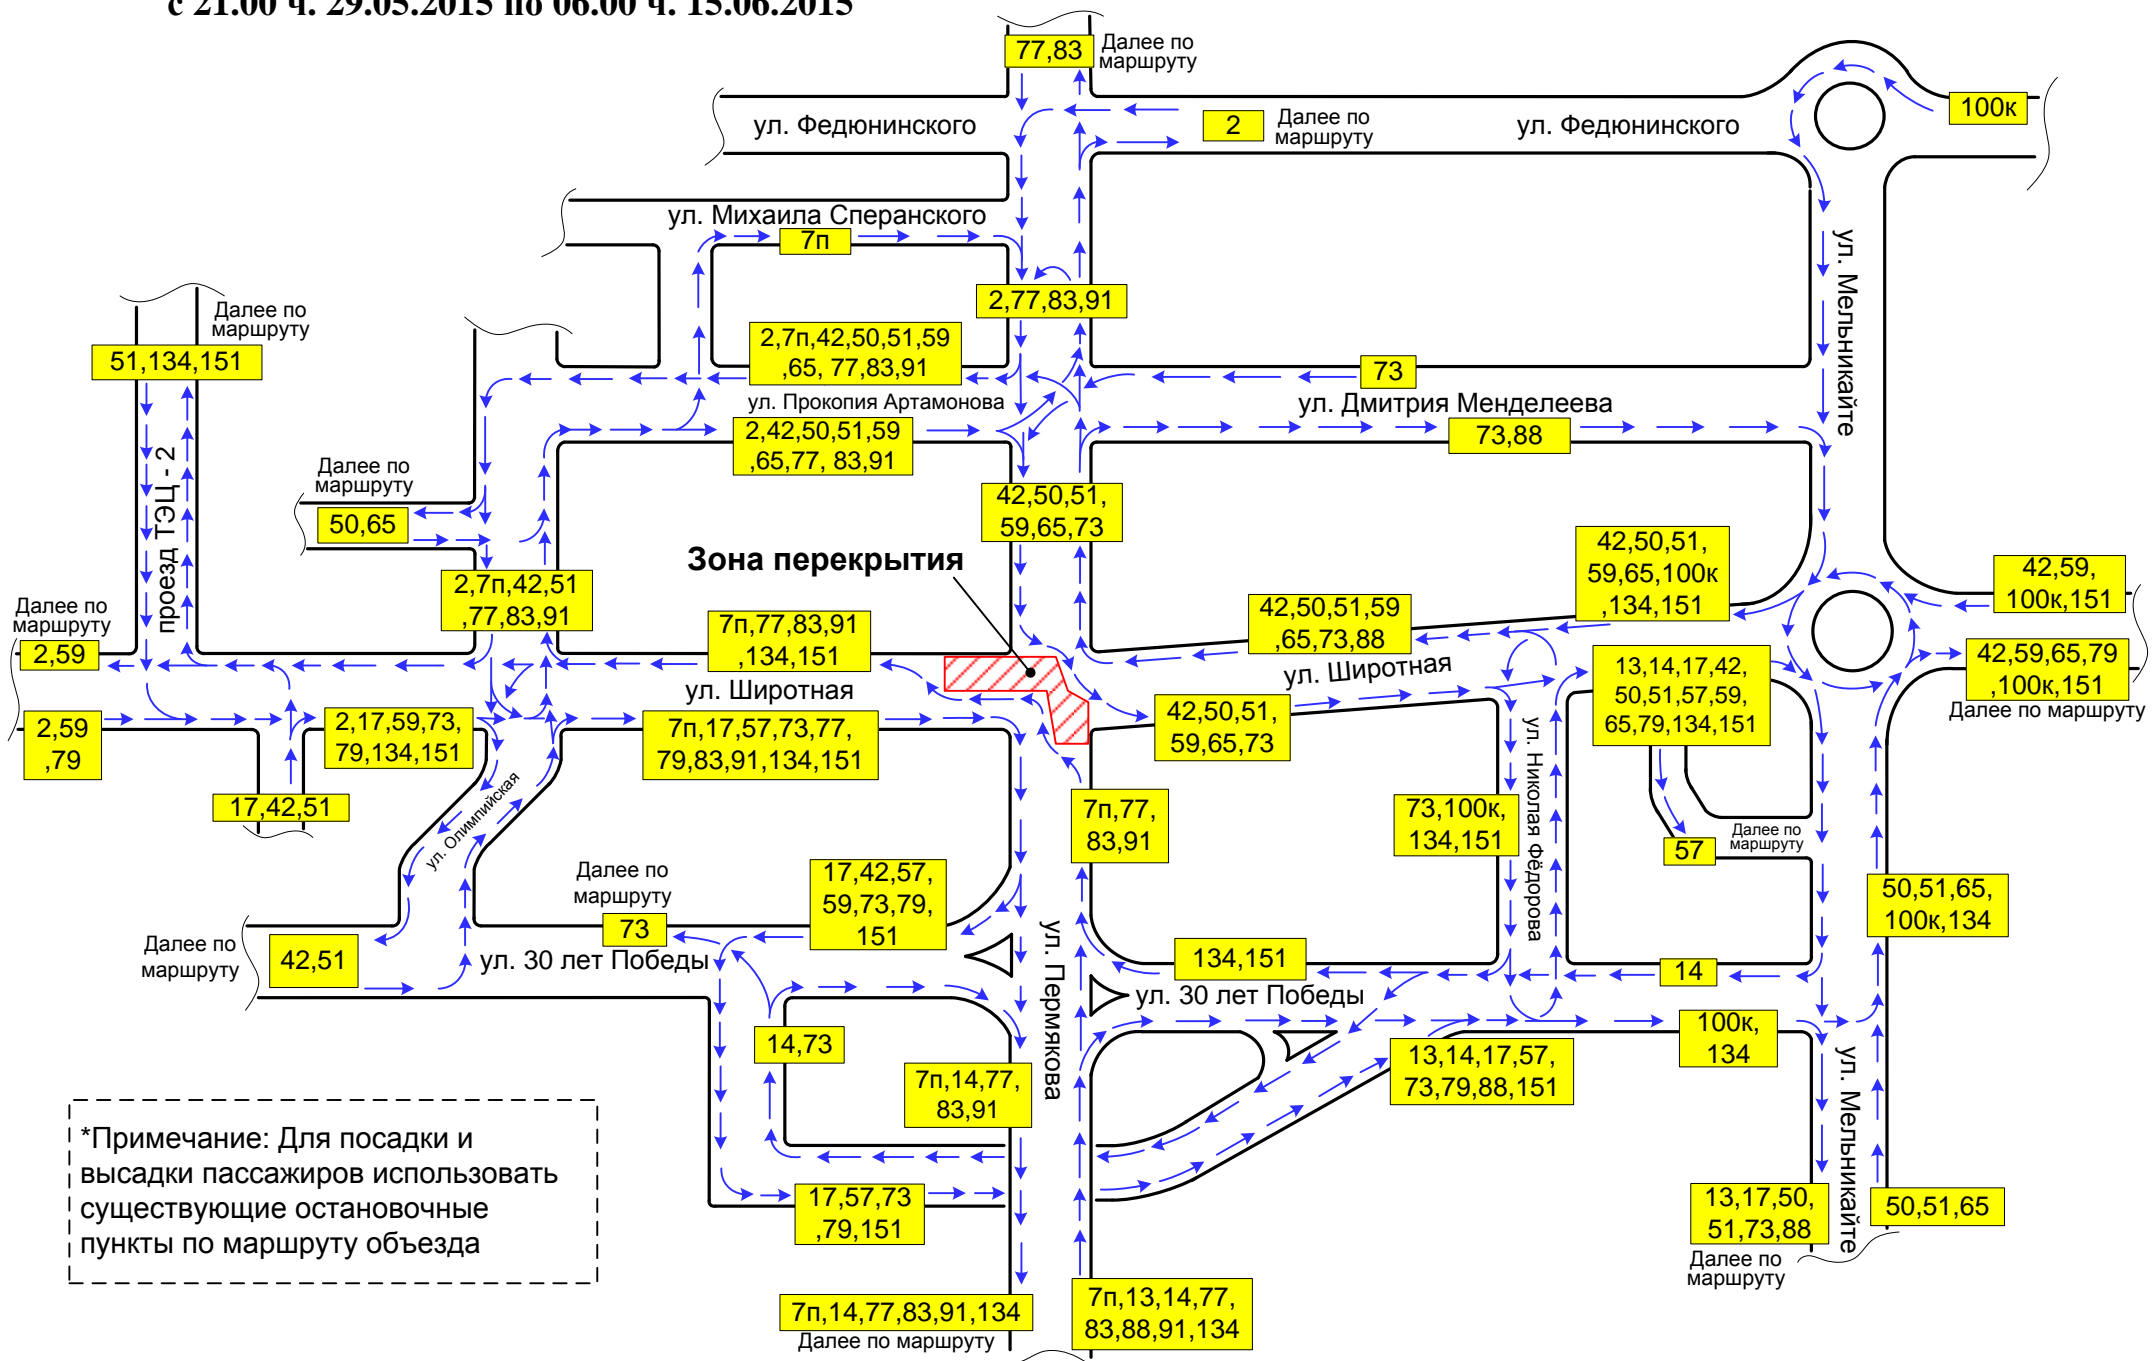 с 21.00 ч. 29.05.2015 по 06.00 ч. 15.06.2015
77,83
Далее по
маршруту
ул. Федюнинского
2
Далее по
маршруту
ул. Федюнинского
100к
ул. Михаила Сперанского
7п
2,77,83,91
ул. Мельникайте
Далее по
маршруту
51,134,151
2,7п,42,50,51,59
,65, 77,83,91
73
ул. Прокопия Артамонова
ул. Дмитрия Менделеева
2,42,50,51,59
,65,77, 83,91
73,88
проезд ТЭЦ - 2
Далее по
маршруту
50,65
42,50,51,
59,65,73
Зона перекрытия
42,50,51,
59,65,100к
,134,151
42,59,
100к,151
2,7п,42,51
,77,83,91
Далее по
маршруту
2,59
7п,77,83,91
,134,151
42,50,51,59
,65,73,88
ул. Широтная
ул. Широтная
13,14,17,42,
50,51,57,59,
65,79,134,151
42,59,65,79
,100к,151
Далее по маршруту
2,59
,79
2,17,59,73,
79,134,151
7п,17,57,73,77,
79,83,91,134,151
42,50,51,
59,65,73
17,42,51
ул. Олимпийская
7п,77,
83,91
73,100к,
134,151
ул. Николая Фёдорова
57
Далее по
маршруту
Далее по
маршруту
73
17,42,57,
59,73,79,
151
50,51,65,
100к,134
Далее по
маршруту
42,51
ул. 30 лет Победы
ул. Пермякова
134,151
14
ул. 30 лет Победы
14,73
7п,14,77,
83,91
13,14,17,57,
73,79,88,151
100к,
134
ул. Мельникайте
*Примечание: Для посадки и
высадки пассажиров использовать
существующие остановочные
пункты по маршруту объезда
17,57,73
,79,151
13,17,50,
51,73,88
Далее по
маршруту
50,51,65
7п,14,77,83,91,134
Далее по маршруту
7п,13,14,77,
83,88,91,134